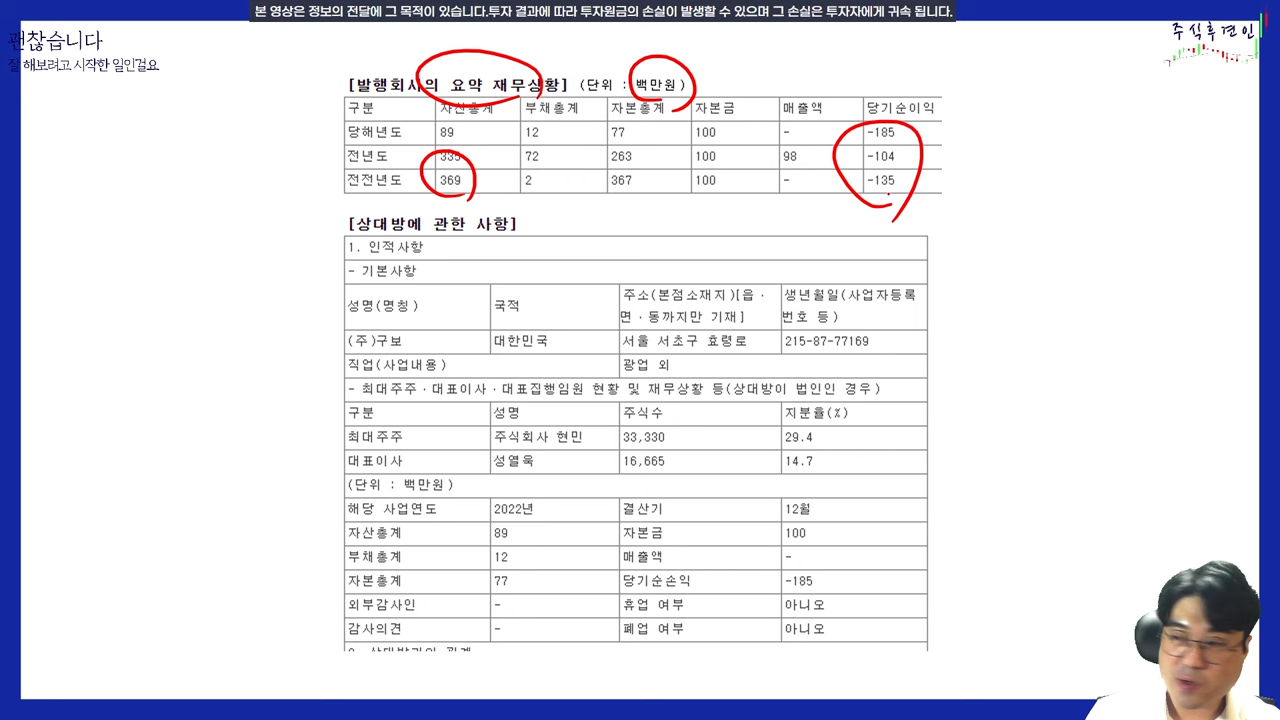 본 영상은 정보의 전달에 그 목적이 있습니다.투자 결과에 따라 투자원금의 손실이 발생할 수 있으며 그 손실은 투자자에게 귀속 됩니다.
괜찮습니다
잘 해보려고 시작한 일인걸요
주식후견인
[발행회사의 요약 재무상황] (단위 : 백만원)
구분 자산총계 부채총계 자본총계 자본금 매출액 당기순이익
당해년도 89 12 77 100 - -185
전년도 335 72 263 100 98 -104
전전년도 369 2 367 100 - -135
[상대방에 관한 사항]
1. 인적사항
- 기본사항
성명(명칭) 국적 주소(본점소재지)[읍·면·동까지만 기재] 생년월일(사업자등록번호 등)
(주)구보 대한민국 서울 서초구 효령로 215-87-77169
직업(사업내용) 광업 외
- 최대주주·대표이사·대표집행임원 현황 및 재무상황 등(상대방이 법인인 경우)
구분 성명 주식수 지분율(%)
최대주주 주식회사 현민 33,330 29.4
대표이사 성열욱 16,665 14.7
(단위 : 백만원)
해당 사업연도 2022년 결산기 12월
자산총계 89 자본금 100
부채총계 12 매출액 -
자본총계 77 당기순손익 -185
외부감사인 - 휴업 여부 아니오
감사의견 - 폐업 여부 아니오